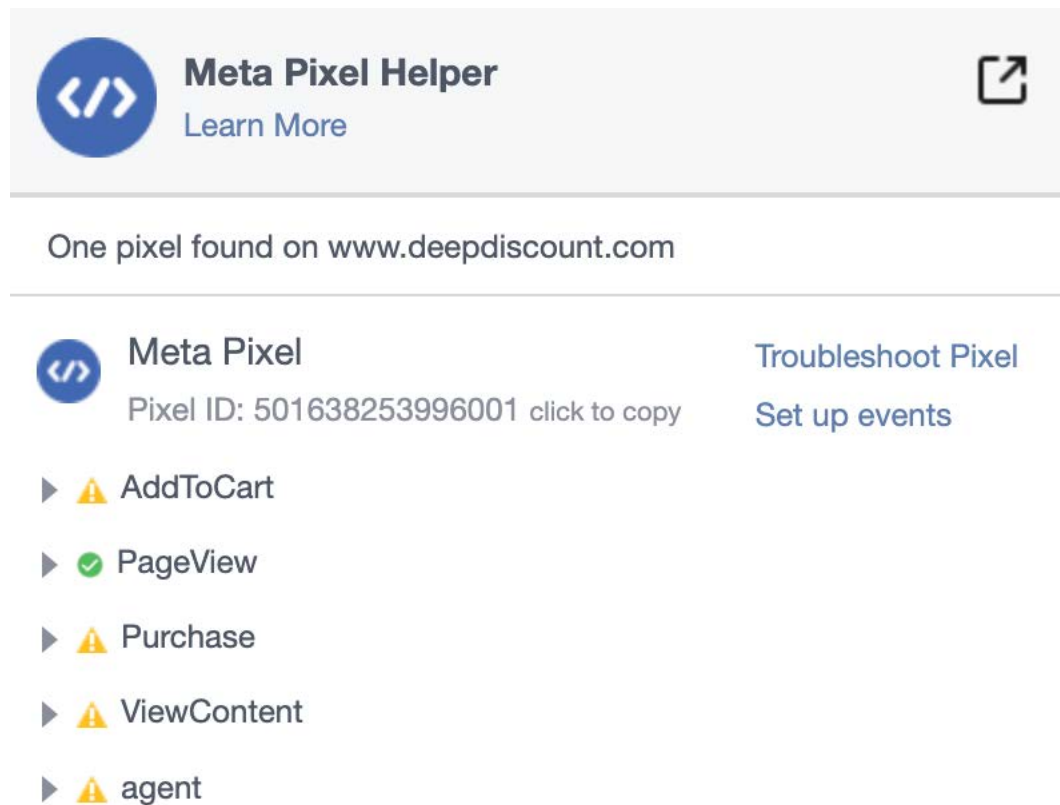 Meta Pixel Helper
Learn More
One pixel found on www.deepdiscount.com
Meta Pixel
Troubleshoot Pixel
Pixel ID: 501638253996001 click to copy
Set up events
AddToCart
PageView
Purchase
ViewContent
agent